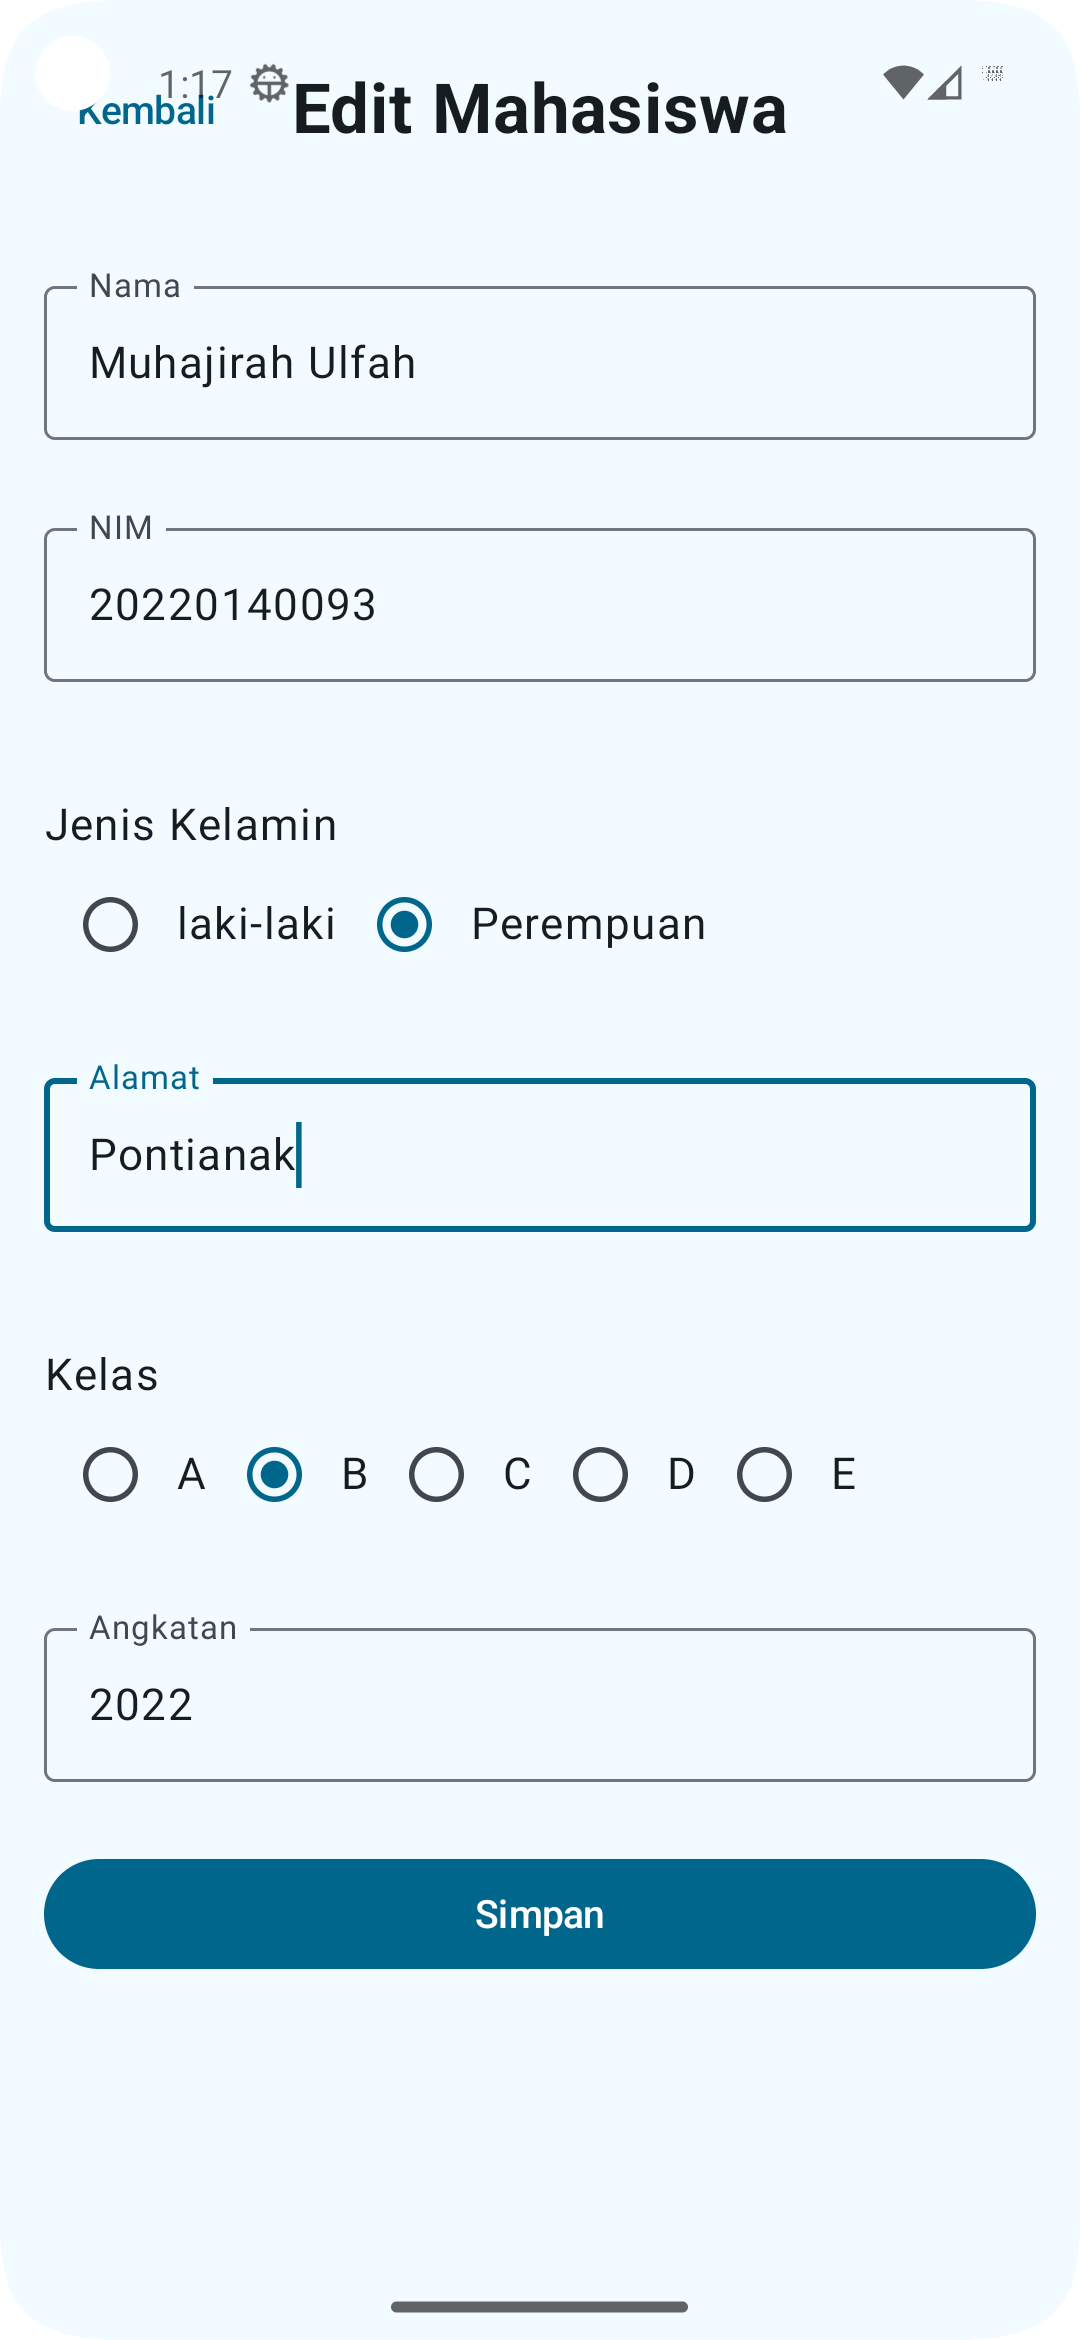 1:17
Kembali
Edit Mahasiswa
Nama
Muhajirah Ulfah
NIM
20220140093
Jenis Kelamin
laki-laki Perempuan
Alamat
Pontianak
Kelas
A B C D E
Angkatan
2022
Simpan